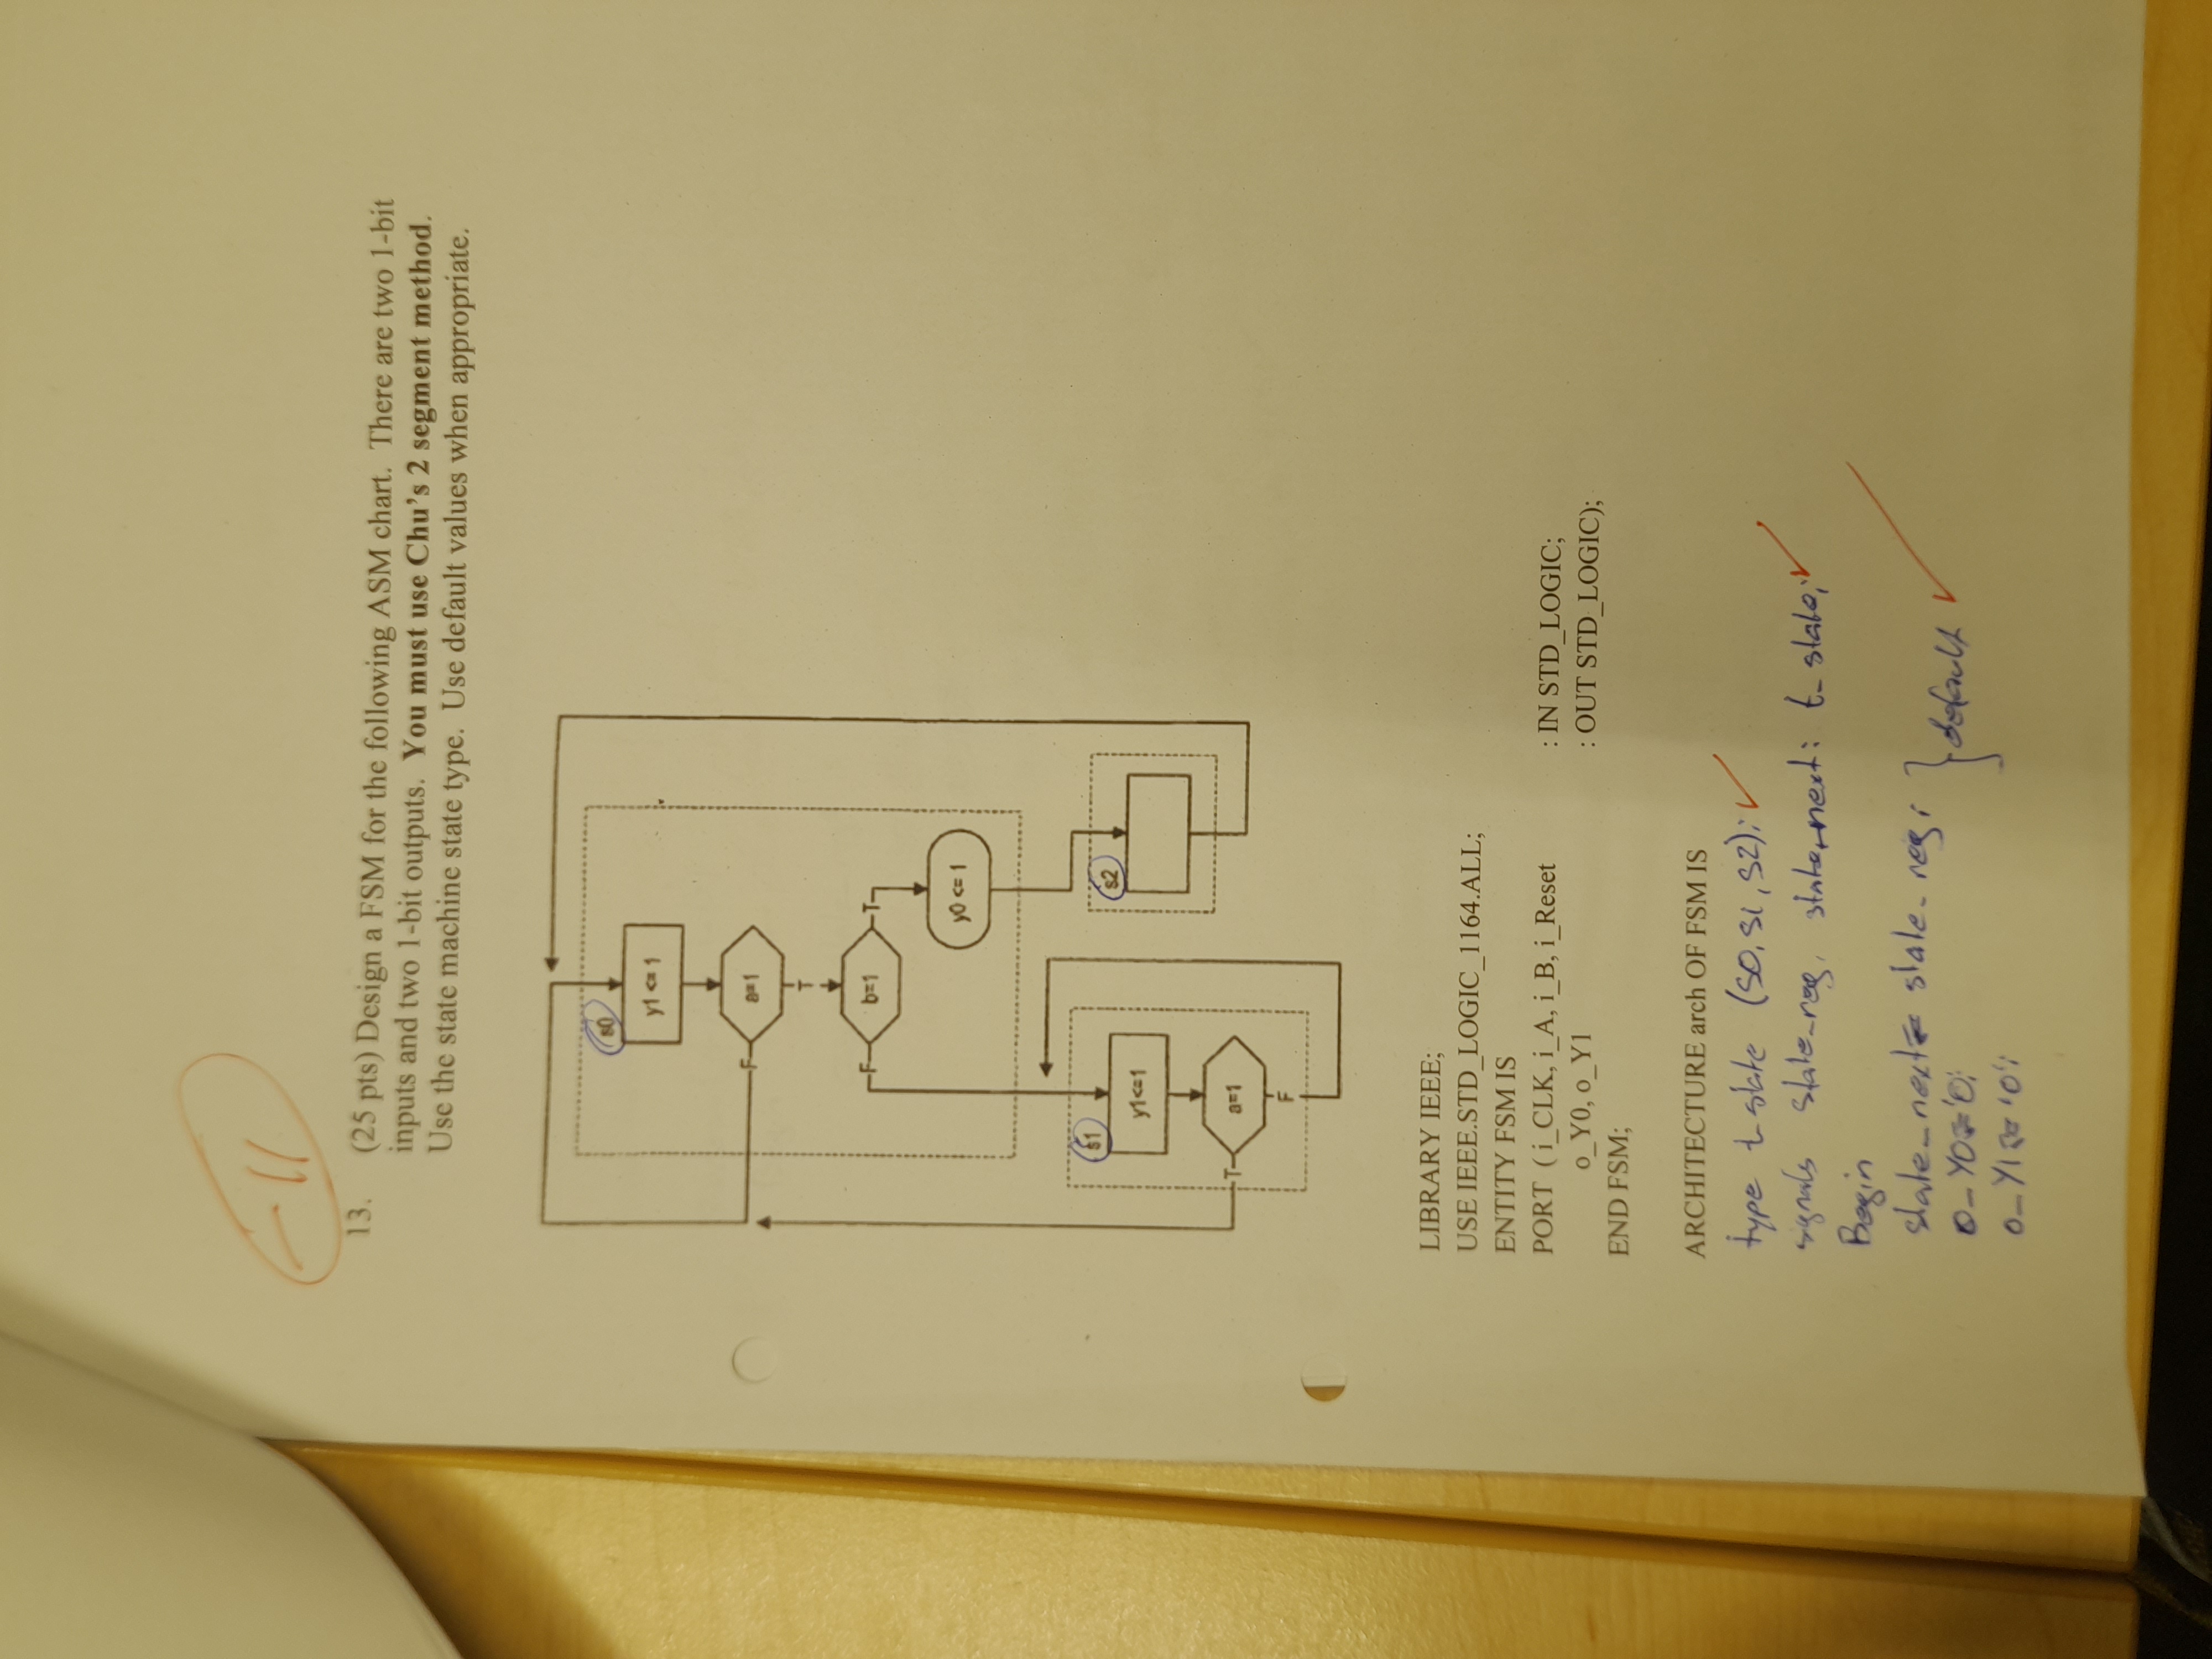 -11
13. (25 pts) Design a FSM for the following ASM chart. There are two 1-bit
inputs and two 1-bit outputs. You must use Chu's 2 segment method.
Use the state machine state type. Use default values when appropriate.
s0
y1 <= 1
F
a=1
T
F
b=1
T
y0 <= 1
s1
y1<=1
s2
T
a=1
F
LIBRARY IEEE;
USE IEEE.STD_LOGIC_1164.ALL;
ENTITY FSM IS
PORT ( i_CLK, i_A, i_B, i_Reset : IN STD_LOGIC;
o_Y0, o_Y1 : OUT STD_LOGIC);
END FSM;
ARCHITECTURE arch OF FSM IS
type t_state (s0, s1, s2);
signals state_reg, state_next: t_state;
Begin
state_next<= state_reg;
o_Y0<='0;
o_Y1<='0';
default